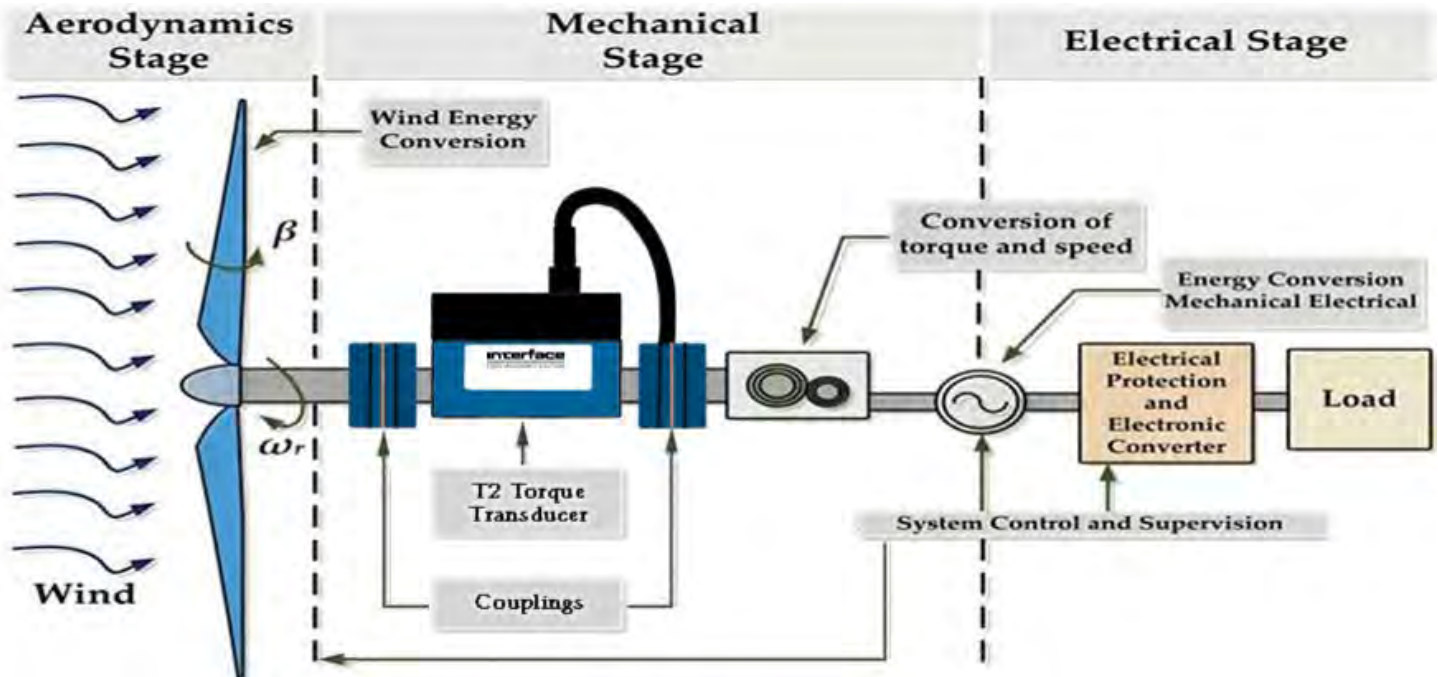 Aerodynamics
Stage
Mechanical
Stage
Electrical Stage
Wind Energy
Conversion
β
Conversion of
torque and speed
Energy Conversion
Mechanical Electrical
interface
Electrical
Protection
and
Electronic
Converter
Load
ωr
T2 Torque
Transducer
System Control and Supervision
Wind
Couplings